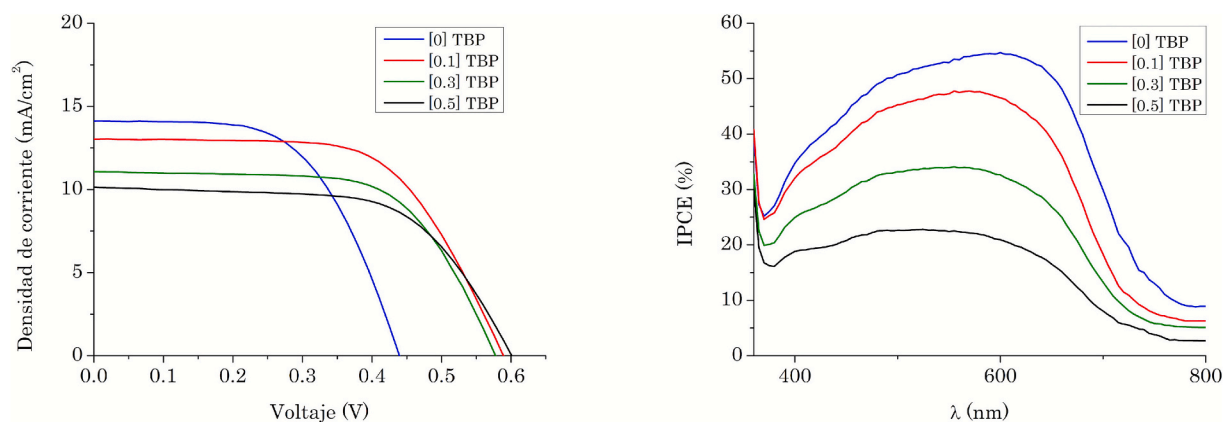 20
15
10
5
0
0.0 0.1 0.2 0.3 0.4 0.5 0.6
Densidad de corriente (mA/cm²)
Voltaje (V)
[0] TBP
[0.1] TBP
[0.3] TBP
[0.5] TBP
60
50
40
30
20
10
0
400 600 800
IPCE (%)
λ (nm)
[0] TBP
[0.1] TBP
[0.3] TBP
[0.5] TBP